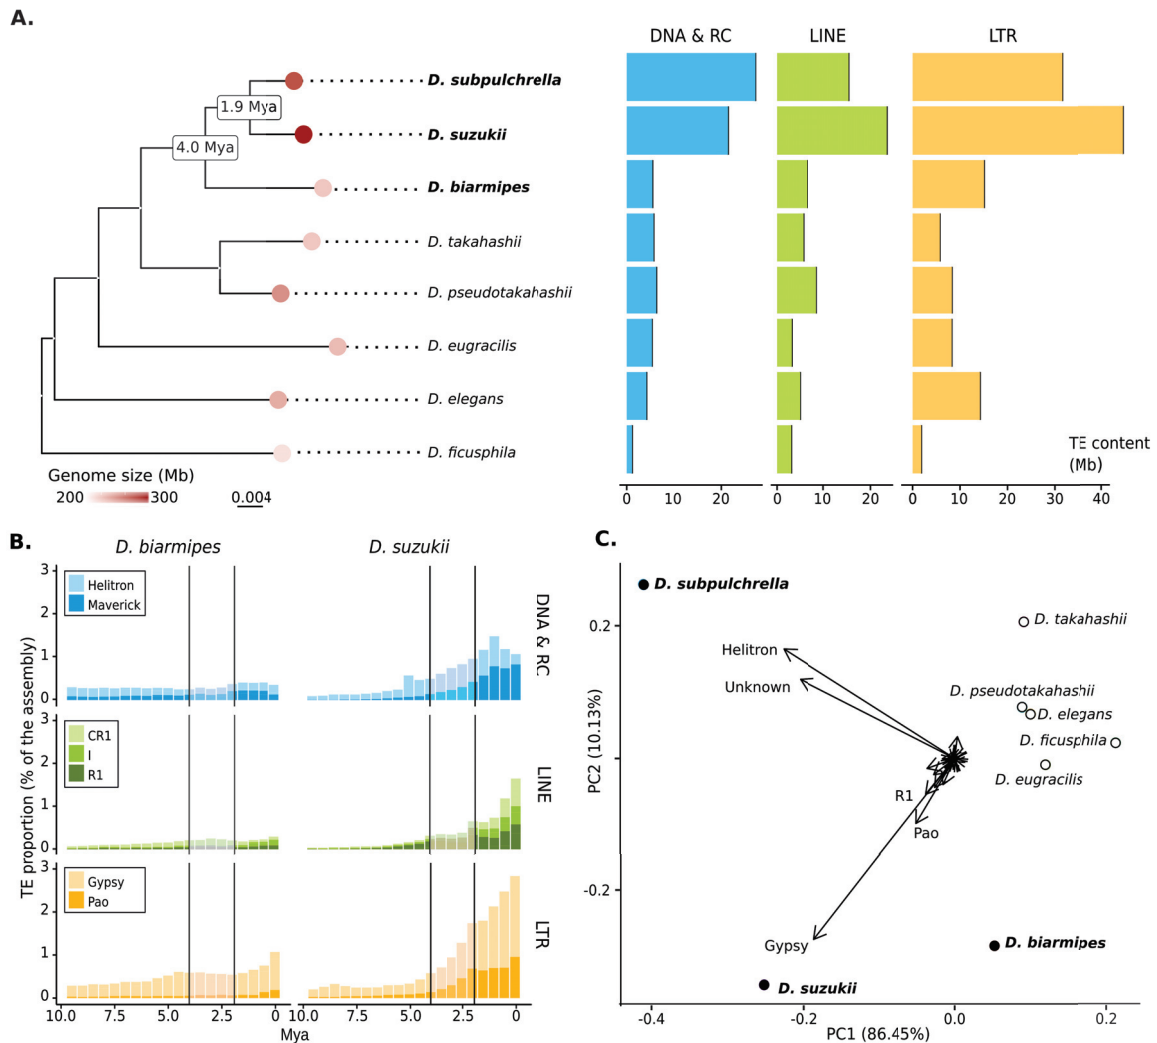 A.
DNA & RC
LINE
LTR
D. subpulchrella
1.9 Mya
D. suzukii
4.0 Mya
D. biarmipes
D. takahashii
D. pseudotakahashii
D. eugracilis
D. elegans
D. ficusphila
TE content
(Mb)
Genome size (Mb)
200
300
0.004
0
10
20
0
10
20
0
10
20
30
40
B.
D. biarmipes
D. suzukii
3
2
1
0
Helitron
Maverick
DNA & RC
TE proportion (% of the assembly)
3
2
1
0
CR1
I
R1
LINE
3
2
1
0
Gypsy
Pao
LTR
10.0
7.5
5.0
2.5
0
10.0
7.5
5.0
2.5
0
Mya
C.
D. subpulchrella
0.2
D. takahashii
Helitron
Unknown
D. pseudotakahashii
D. elegans
D. ficusphila
D. eugracilis
PC2 (10.13%)
R1
Pao
-0.2
Gypsy
D. biarmipes
D. suzukii
-0.4
-0.2
0.0
0.2
PC1 (86.45%)